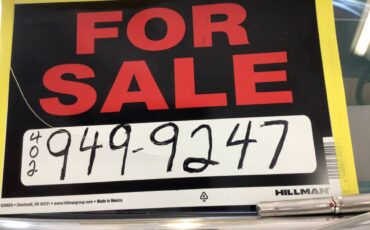 FOR
SALE
402 949-9247
HILLMAN
• Cincinnati, OH 45231 • www.hillmangroup.com • Made in Mexico